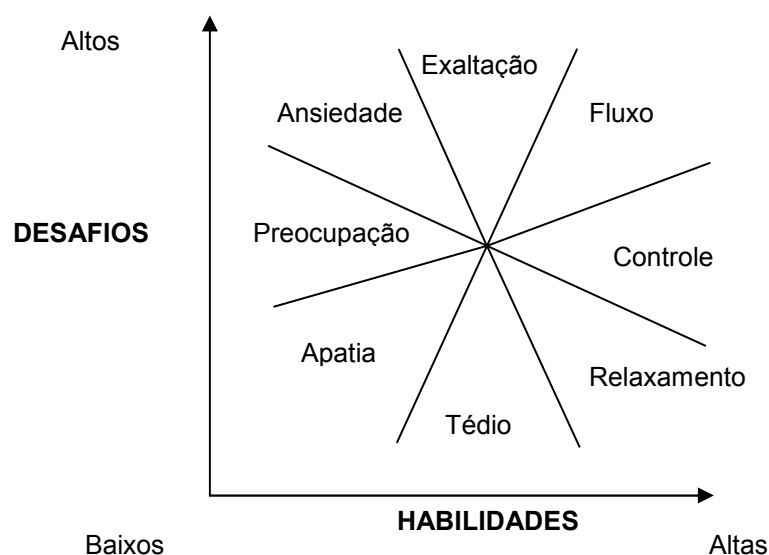 Altos
Exaltação
Ansiedade
Fluxo
DESAFIOS
Preocupação
Controle
Apatia
Relaxamento
Tédio
HABILIDADES
Baixos
Altas